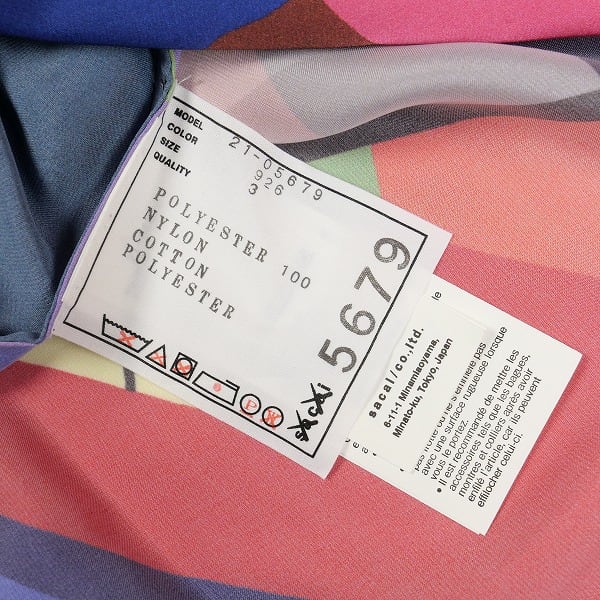 MODEL 21-05679
COLOR 926
SIZE 3
QUALITY
POLYESTER 100
NYLON
COTTON
POLYESTER
5679
sacai
sacai/co.,ltd.
6-11-1 Minamiaoyama,
Minato-ku, Tokyo, Japan
le
avec une surface rugueuse lorsque
vous le portez.
• Il est recommandé de mettre les
accessoires tels que les bagues,
montres et colliers après avoir
enfilé l'article, car ils peuvent
effilocher celui-ci.